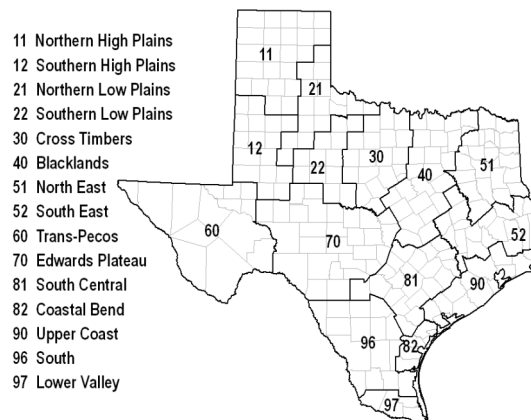 11 Northern High Plains
12 Southern High Plains
21 Northern Low Plains
22 Southern Low Plains
30 Cross Timbers
40 Blacklands
51 North East
52 South East
60 Trans-Pecos
70 Edwards Plateau
81 South Central
82 Coastal Bend
90 Upper Coast
96 South
97 Lower Valley
11
21
12
22
30
40
51
60
70
52
81
90
96
82
97